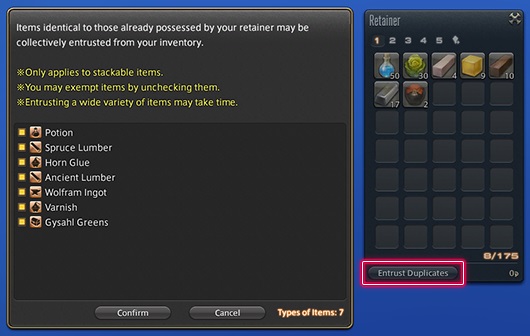 Items identical to those already possessed by your retainer may be
collectively entrusted from your inventory.
※Only applies to stackable items.
※You may exempt items by unchecking them.
※Entrusting a wide variety of items may take time.
Potion
Spruce Lumber
Horn Glue
Ancient Lumber
Wolfram Ingot
Varnish
Gysahl Greens
Confirm
Cancel
Types of Items: 7
Retainer
1 2 3 4 5
50 30 4 9 10
17 2
8/175
Entrust Duplicates
0p